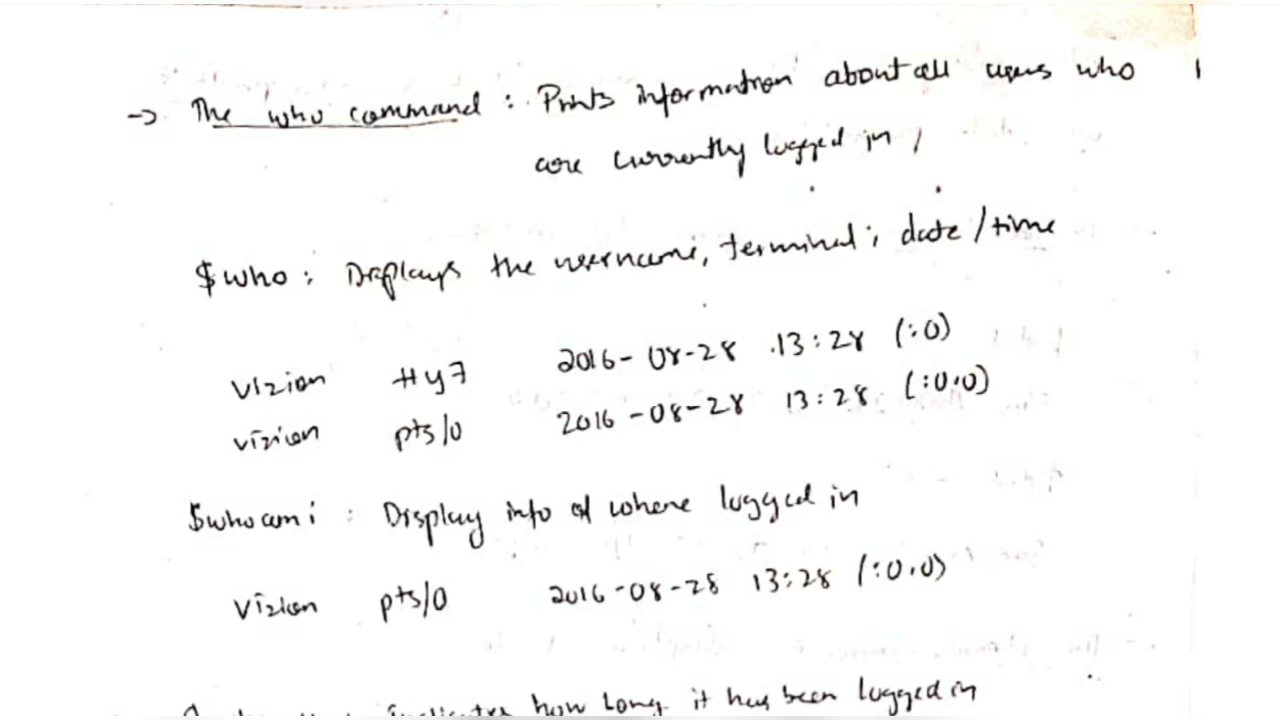 → The who command : Prints information about all users who
are currently logged in /
$who : Displays the username, terminal, date/time
vizion tty7 2016-08-28 13:28 (:0)
vizion pts/0 2016-08-28 13:28 (:0.0)
$whoami : Display info of where logged in
vizion pts/0 2016-08-28 13:28 (:0.0)
indicates how long it has been logged in